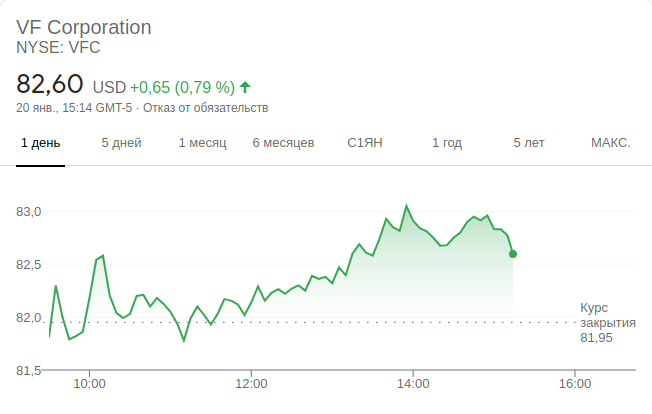 VF Corporation
NYSE: VFC
82,60 USD +0,65 (0,79 %)
20 янв., 15:14 GMT-5 · Отказ от обязательств
1 день 5 дней 1 месяц 6 месяцев С1ЯН 1 год 5 лет МАКС.
83,0
82,5
82,0
81,5
Курс
закрытия
81,95
10:00 12:00 14:00 16:00